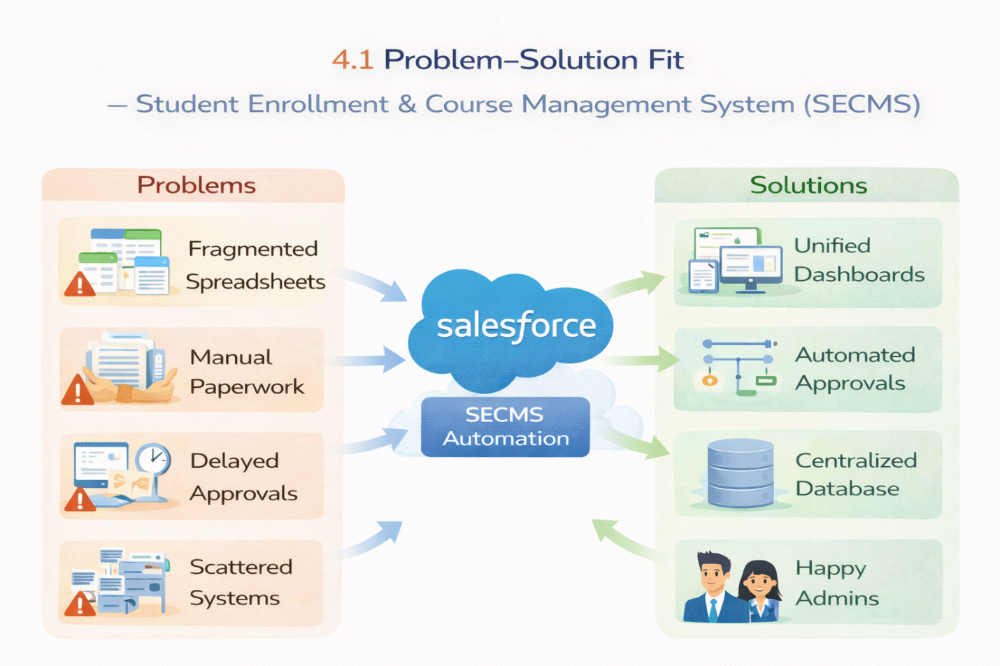 4.1 Problem–Solution Fit
— Student Enrollment & Course Management System (SECMS)
Problems
Fragmented
Spreadsheets
Manual
Paperwork
Delayed
Approvals
Scattered
Systems
salesforce
SECMS
Automation
Solutions
Unified
Dashboards
Automated
Approvals
Centralized
Database
Happy
Admins